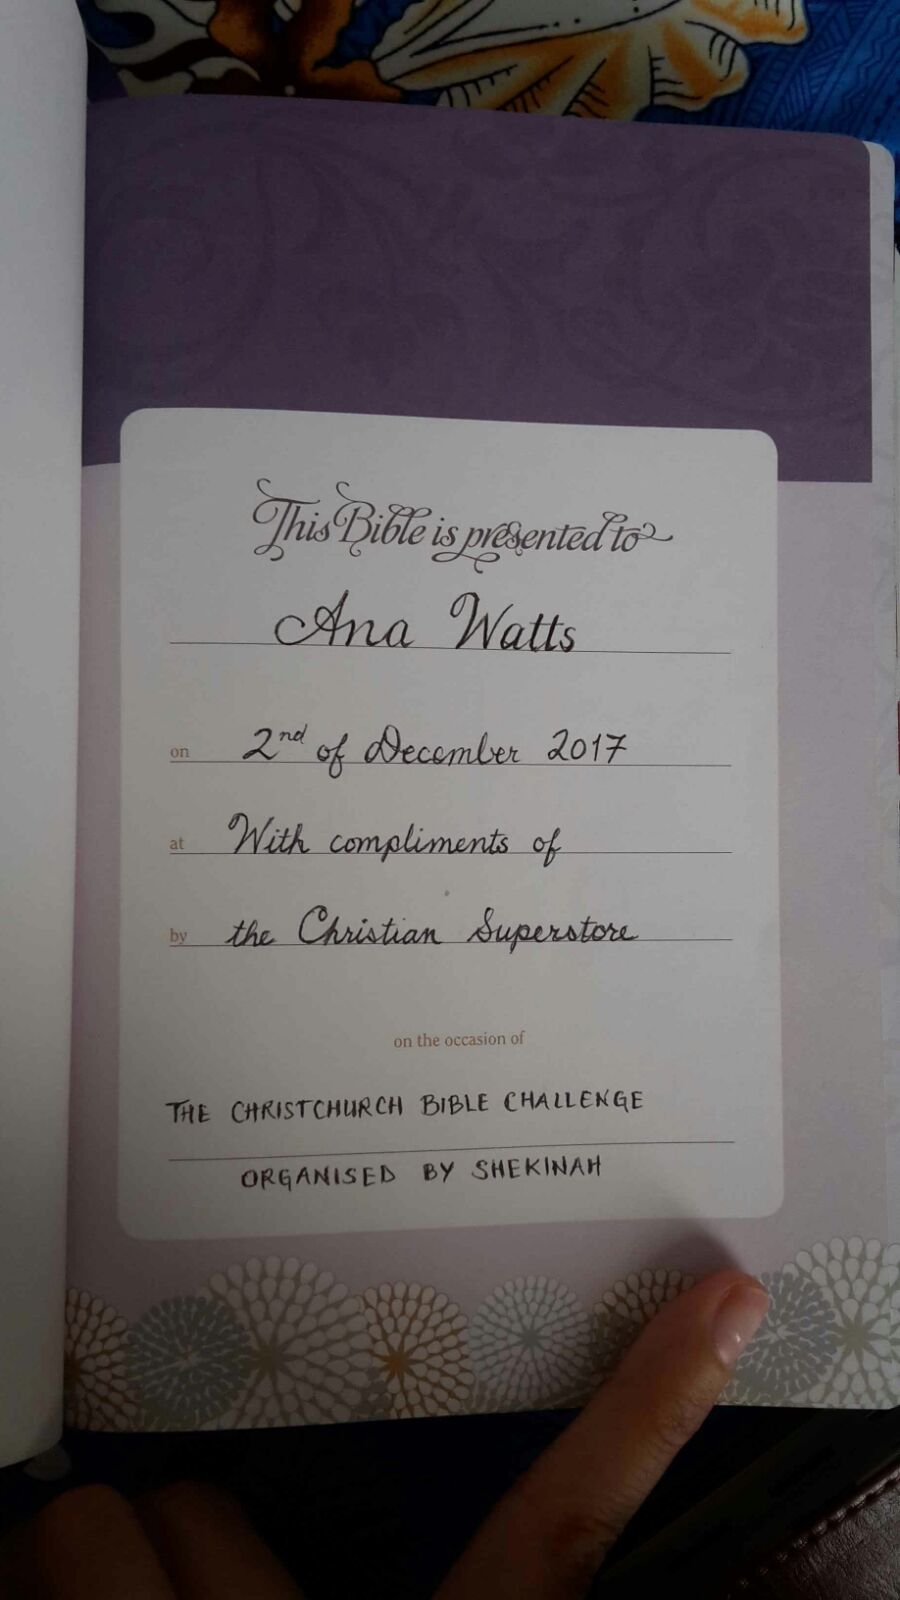 This Bible is presented to
Ana Watts
on 2nd of December 2017
at With compliments of
by the Christian Superstore
on the occasion of
THE CHRISTCHURCH BIBLE CHALLENGE
ORGANISED BY SHEKINAH